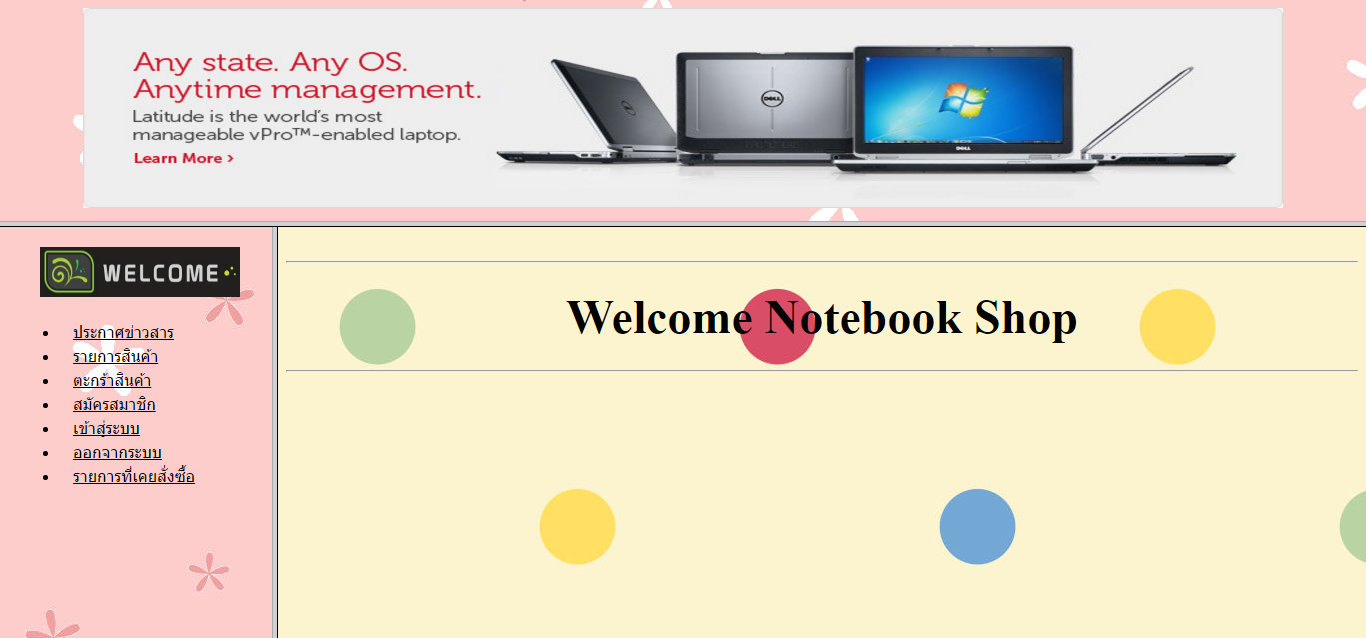 Any state. Any OS.
Anytime management.
Latitude is the world's most
manageable vPro™-enabled laptop.
Learn More ›
DELL
DELL
WELCOME
ประกาศข่าวสาร
รายการสินค้า
ตะกร้าสินค้า
สมัครสมาชิก
เข้าสู่ระบบ
ออกจากระบบ
รายการที่เคยสั่งซื้อ
Welcome Notebook Shop